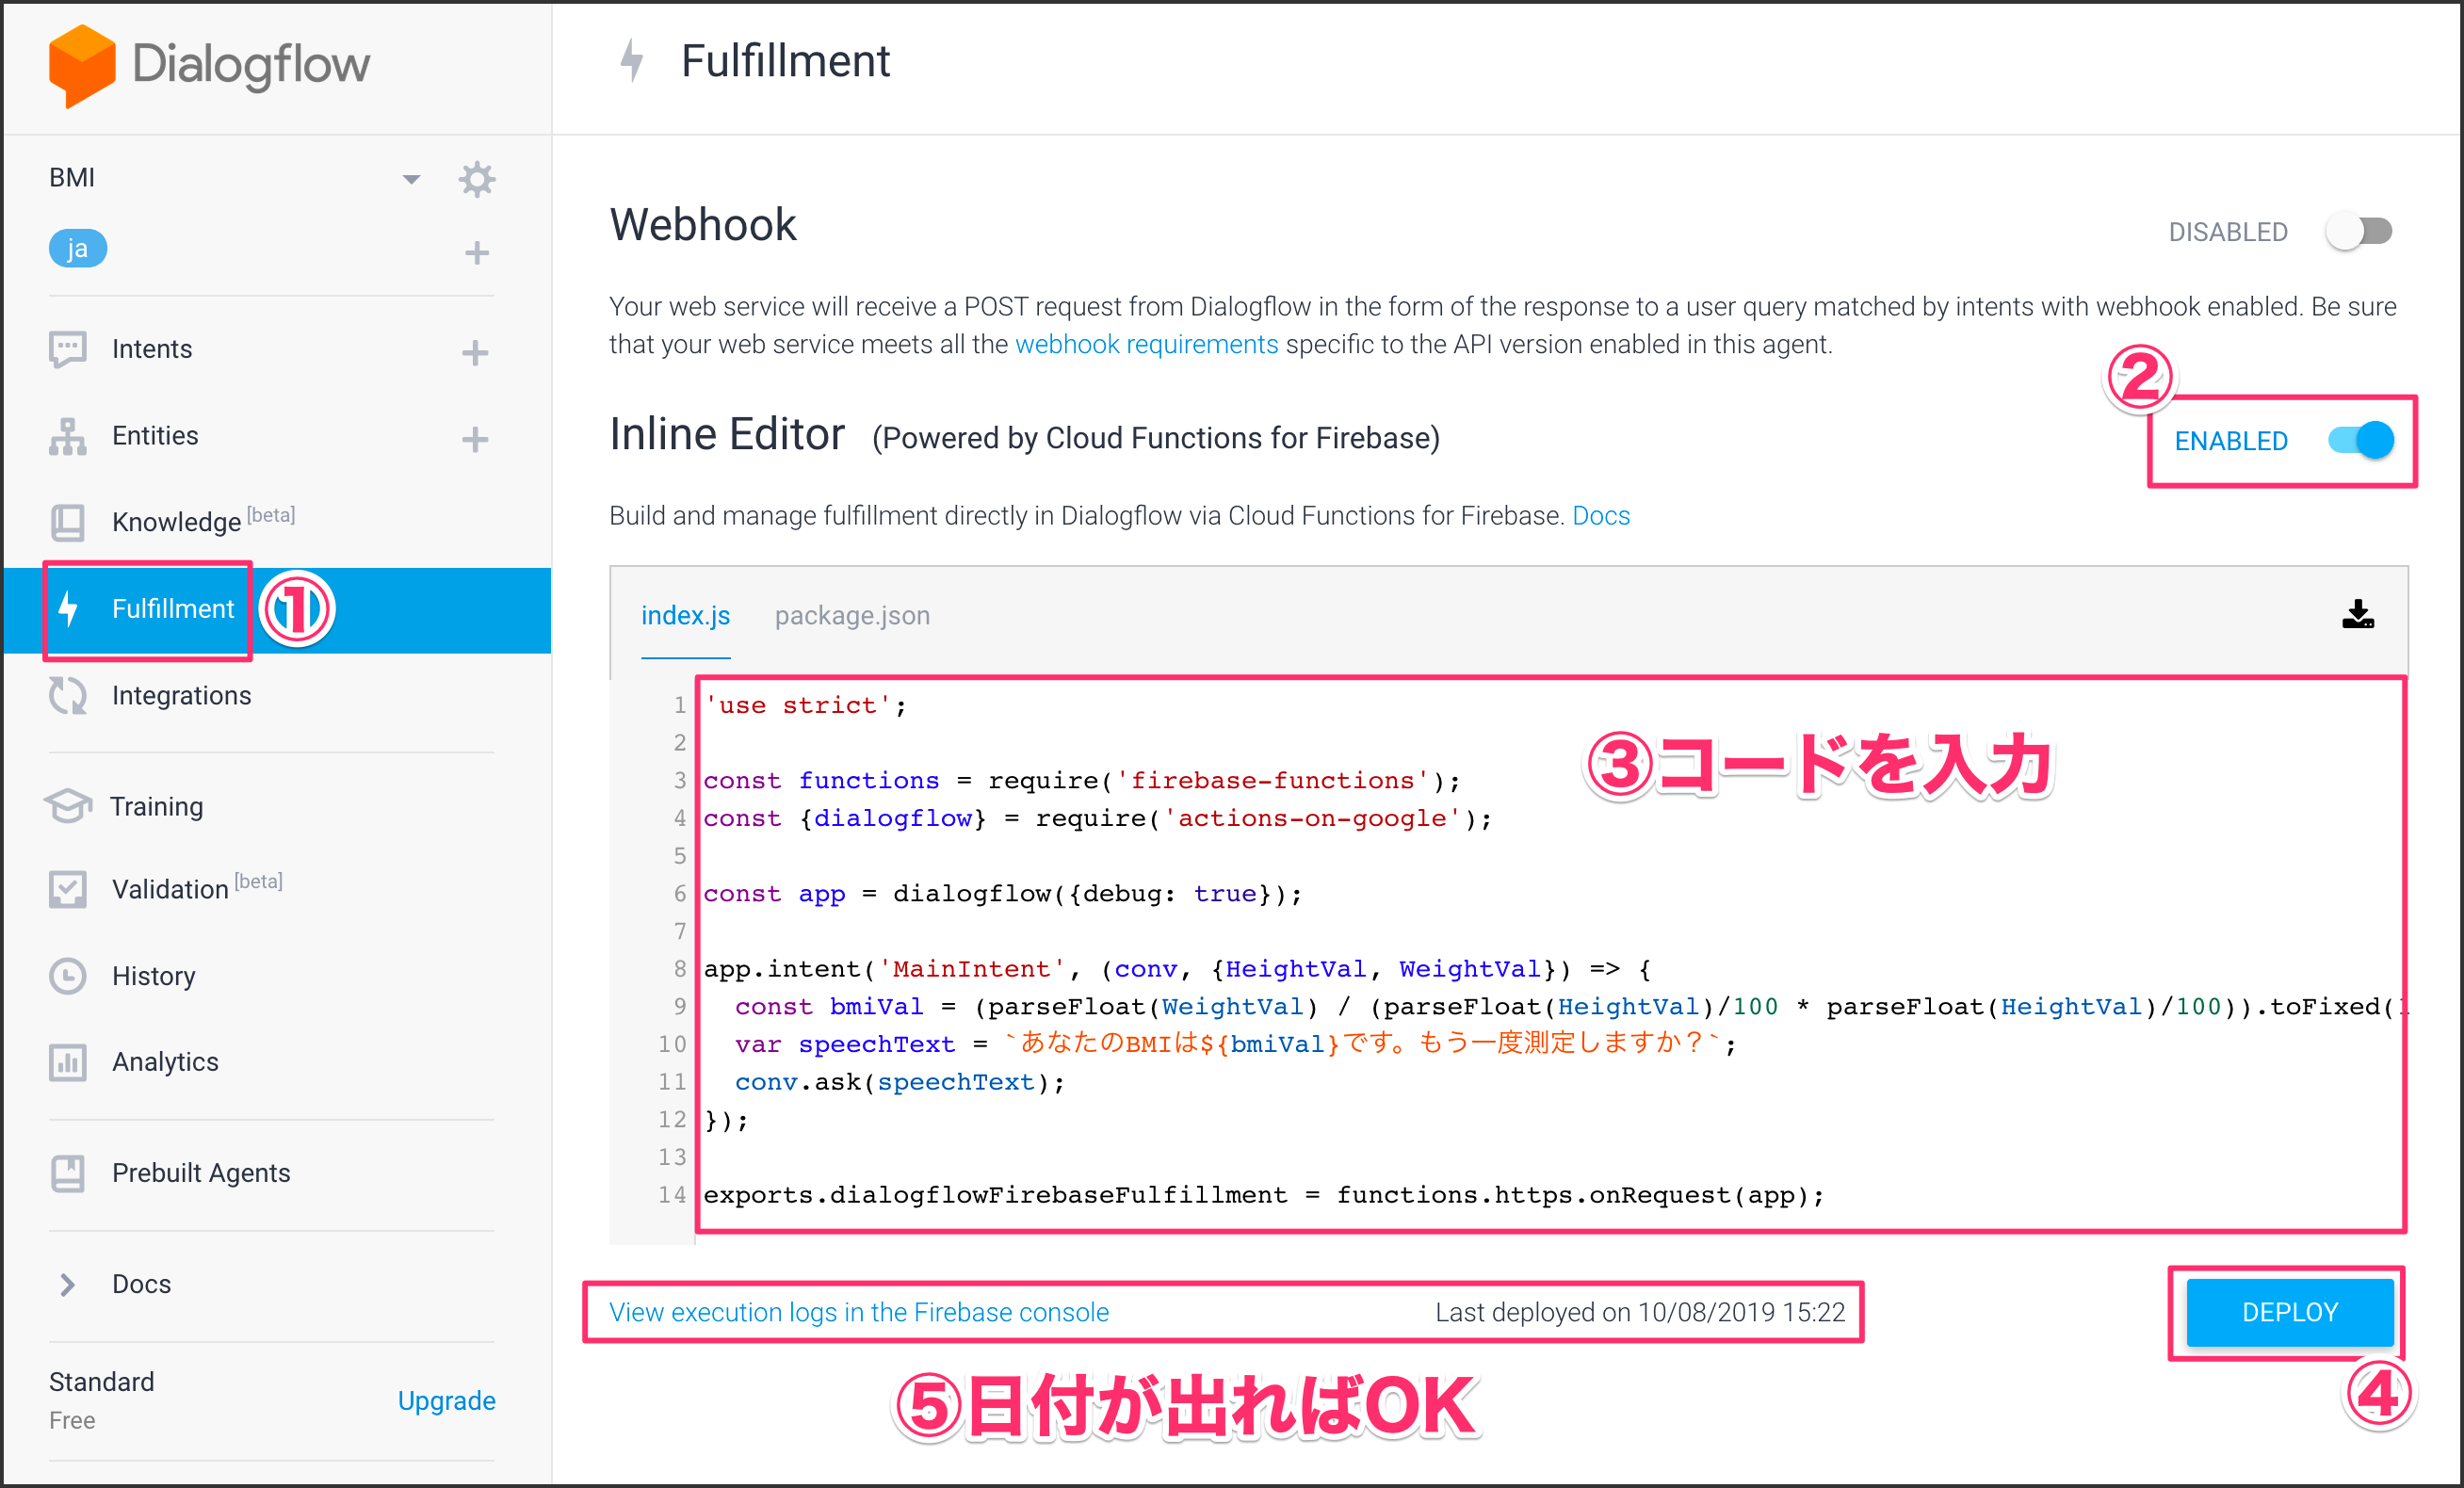 Dialogflow
Fulfillment
BMI
ja
Intents
Entities
Knowledge [beta]
Fulfillment ①
Integrations
Training
Validation [beta]
History
Analytics
Prebuilt Agents
Docs
Standard
Free
Upgrade
Webhook
DISABLED
Your web service will receive a POST request from Dialogflow in the form of the response to a user query matched by intents with webhook enabled. Be sure
that your web service meets all the webhook requirements specific to the API version enabled in this agent.
②
Inline Editor (Powered by Cloud Functions for Firebase)
ENABLED
Build and manage fulfillment directly in Dialogflow via Cloud Functions for Firebase. Docs
index.js package.json
1 'use strict';
2
③コードを入力
3 const functions = require('firebase-functions');
4 const {dialogflow} = require('actions-on-google');
5
6 const app = dialogflow({debug: true});
7
8 app.intent('MainIntent', (conv, {HeightVal, WeightVal}) => {
9 const bmiVal = (parseFloat(WeightVal) / (parseFloat(HeightVal)/100 * parseFloat(HeightVal)/100)).toFixed(1
10 var speechText = `あなたのBMIは${bmiVal}です。もう一度測定しますか？`;
11 conv.ask(speechText);
12 });
13
14 exports.dialogflowFirebaseFulfillment = functions.https.onRequest(app);
View execution logs in the Firebase console
Last deployed on 10/08/2019 15:22
DEPLOY
④
⑤日付が出ればOK